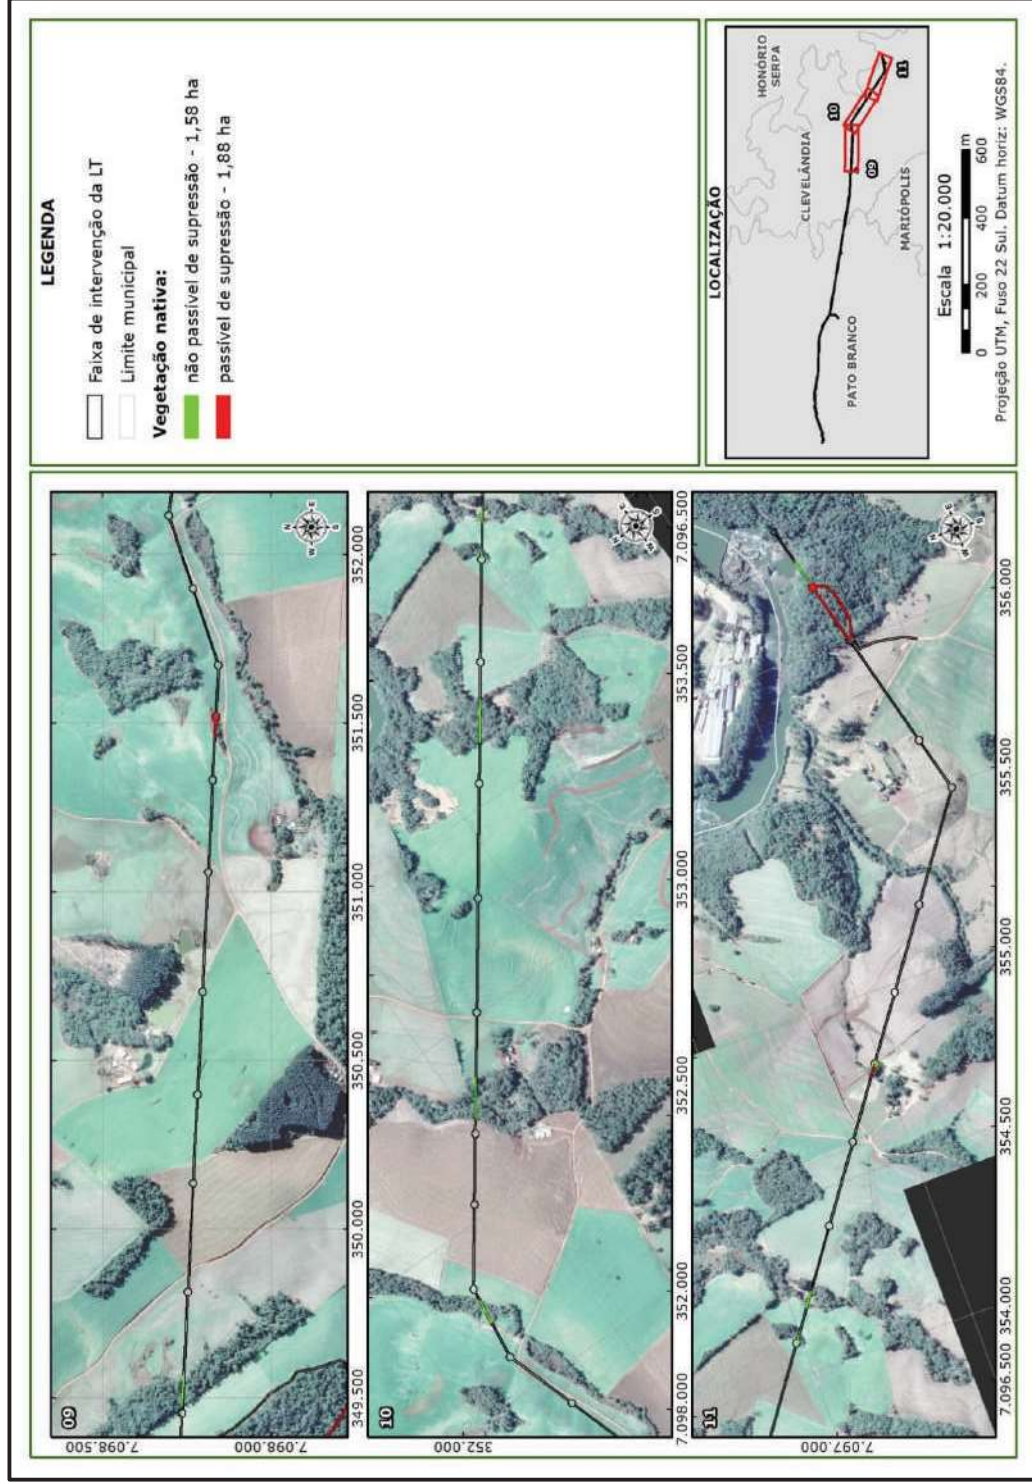 LEGENDA
Faixa de intervenção da LT
Limite municipal
Vegetação nativa:
não passível de supressão - 1,58 ha
passível de supressão - 1,88 ha
LOCALIZAÇÃO
HONÓRIO
SERPA
CLEVELÂNDIA
MARIÓPOLIS
PATO BRANCO
09
10
11
Escala 1:20.000
0 200 400 600 m
Projeção UTM, Fuso 22 Sul. Datum horiz: WGS84.
09
7.098.500
7.098.000
349.500 350.000 350.500 351.000 351.500 352.000
N
W E
S
10
352.000
7.098.000 352.000 352.500 353.000 353.500 7.096.500
N
W E
S
11
7.097.000
7.096.500 354.000 354.500 355.000 355.500 356.000
N
W E
S